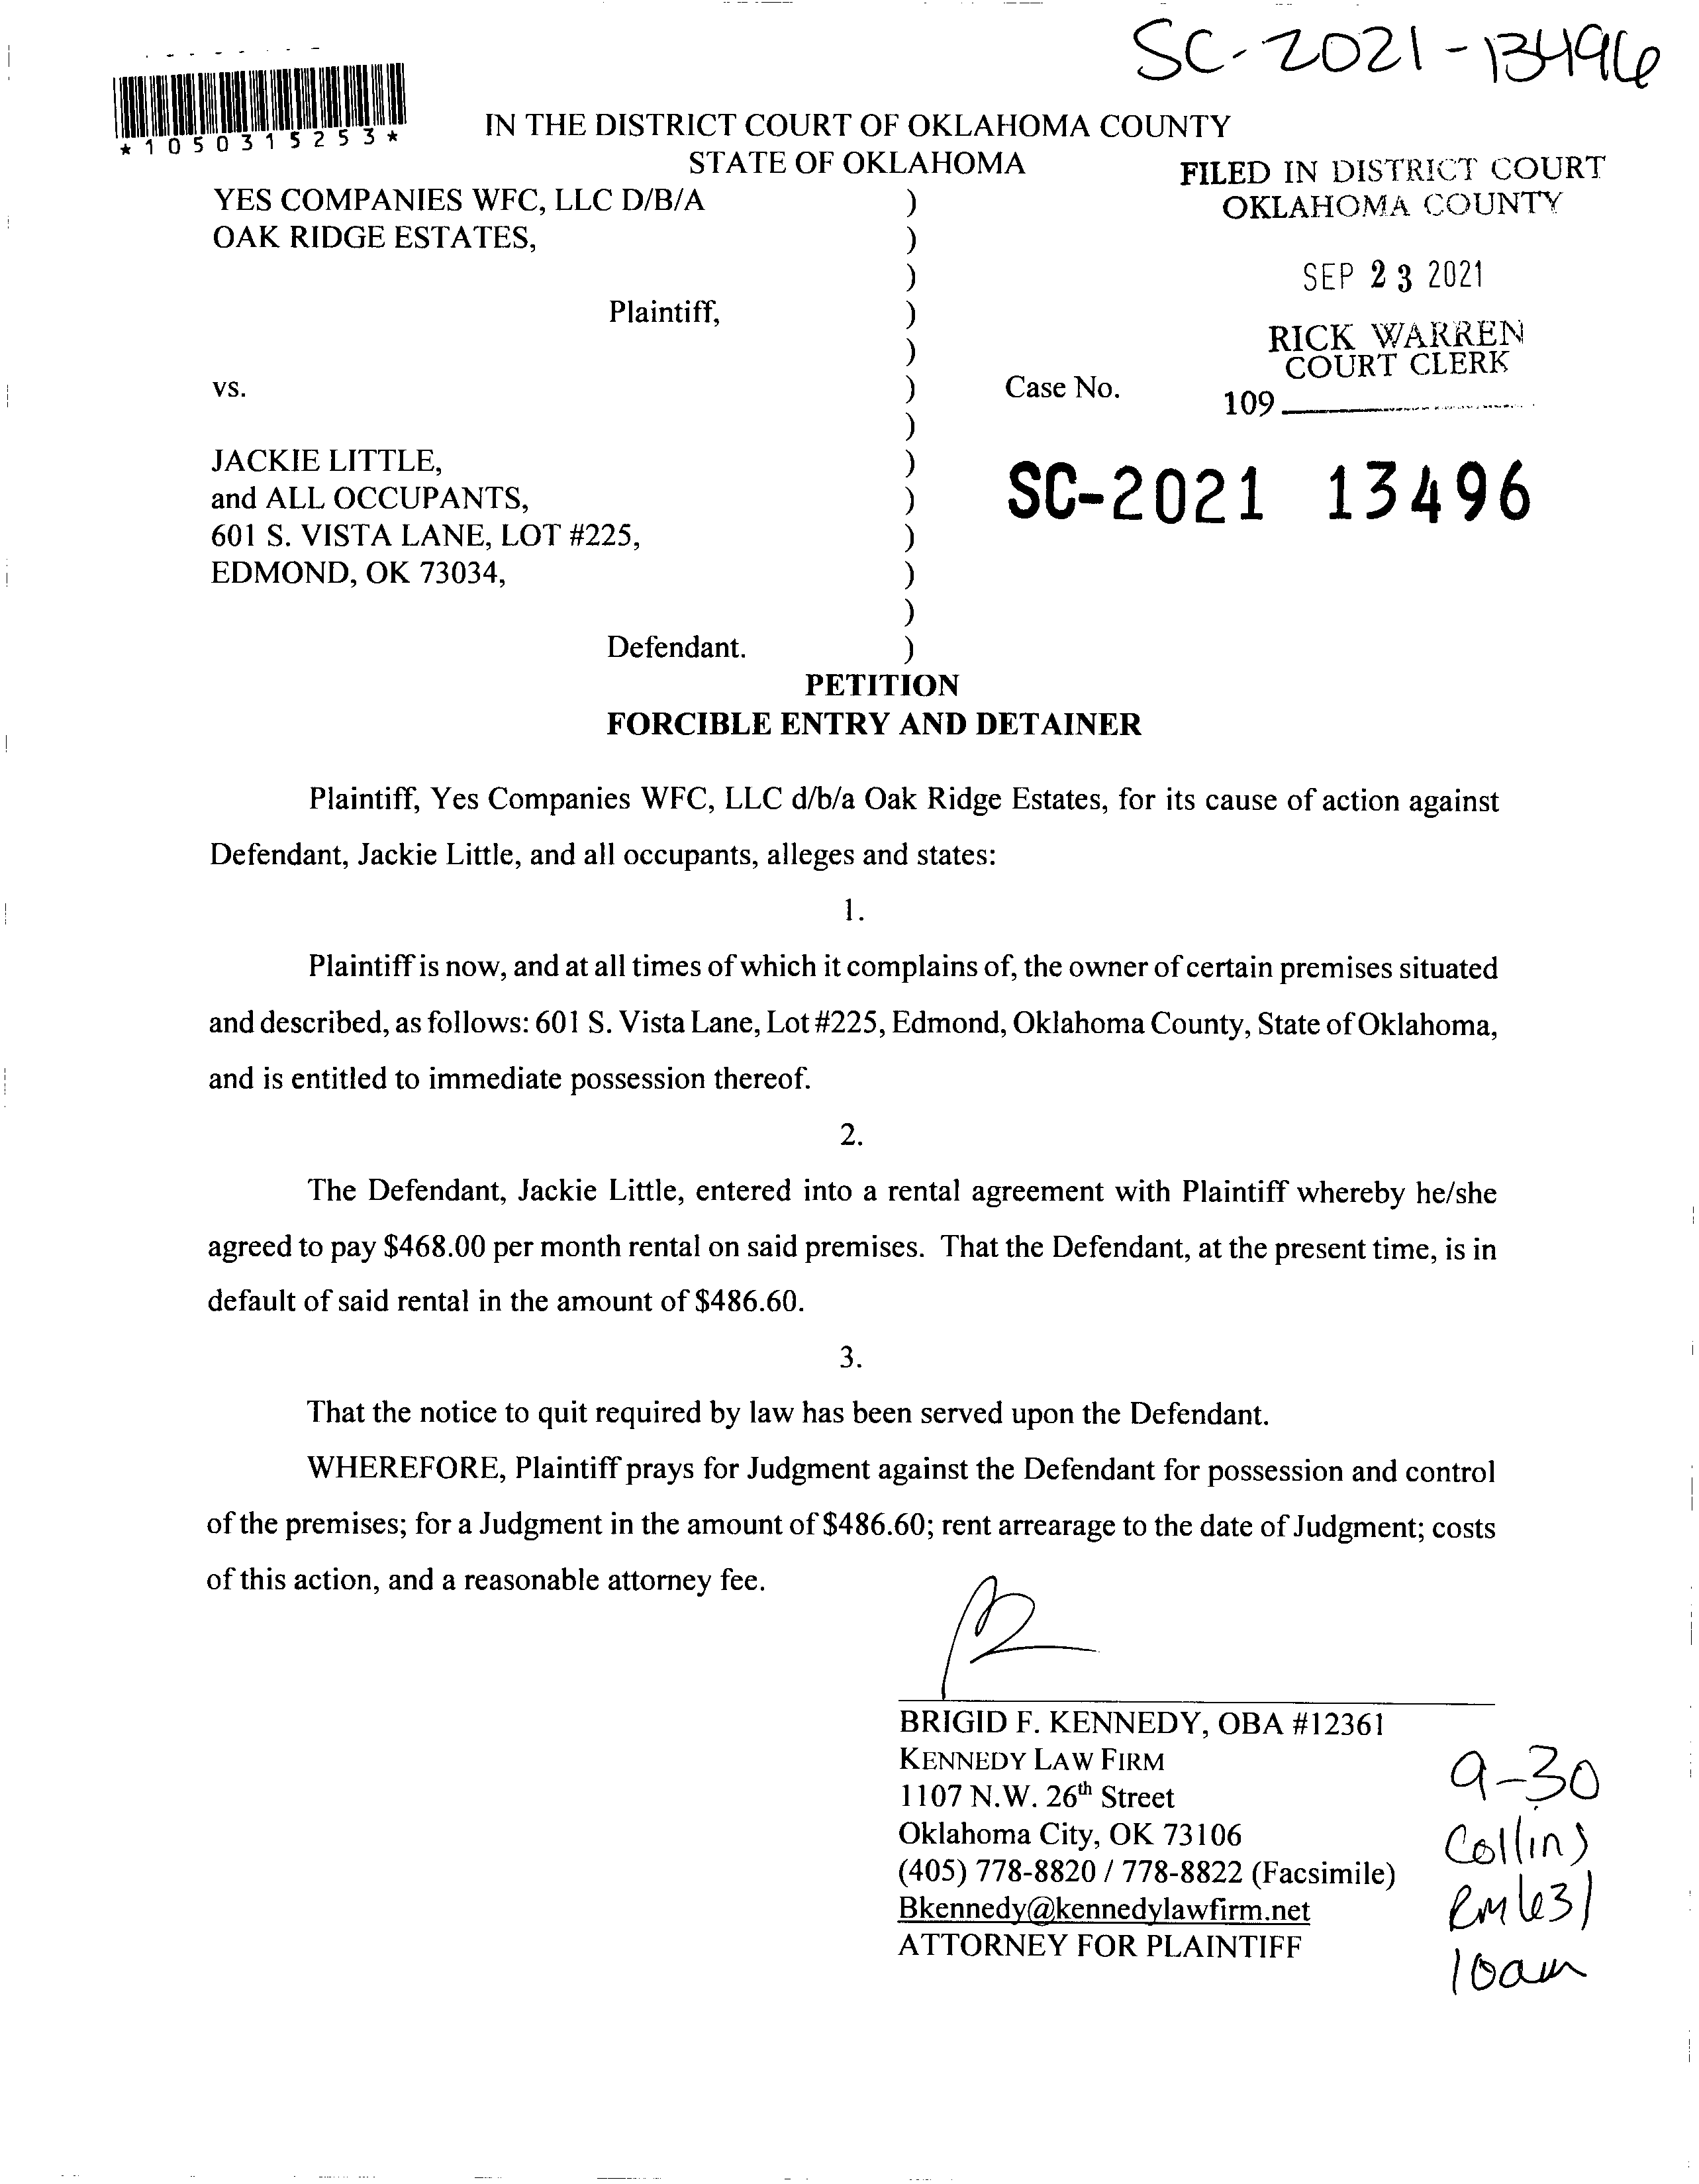 SC-2021-13496
*1050315253*
IN THE DISTRICT COURT OF OKLAHOMA COUNTY
STATE OF OKLAHOMA
FILED IN DISTRICT COURT
OKLAHOMA COUNTY
SEP 23 2021
RICK WARREN
COURT CLERK
109
YES COMPANIES WFC, LLC D/B/A )
OAK RIDGE ESTATES, )
)
Plaintiff, )
)
vs. ) Case No.
)
JACKIE LITTLE, )
and ALL OCCUPANTS, ) SC-2021 13496
601 S. VISTA LANE, LOT #225, )
EDMOND, OK 73034, )
)
Defendant. )
PETITION
FORCIBLE ENTRY AND DETAINER
Plaintiff, Yes Companies WFC, LLC d/b/a Oak Ridge Estates, for its cause of action against
Defendant, Jackie Little, and all occupants, alleges and states:
1.
Plaintiff is now, and at all times of which it complains of, the owner of certain premises situated
and described, as follows: 601 S. Vista Lane, Lot #225, Edmond, Oklahoma County, State of Oklahoma,
and is entitled to immediate possession thereof.
2.
The Defendant, Jackie Little, entered into a rental agreement with Plaintiff whereby he/she
agreed to pay $468.00 per month rental on said premises. That the Defendant, at the present time, is in
default of said rental in the amount of $486.60.
3.
That the notice to quit required by law has been served upon the Defendant.
WHEREFORE, Plaintiff prays for Judgment against the Defendant for possession and control
of the premises; for a Judgment in the amount of $486.60; rent arrearage to the date of Judgment; costs
of this action, and a reasonable attorney fee.
BRIGID F. KENNEDY, OBA #12361
KENNEDY LAW FIRM
1107 N.W. 26th Street
Oklahoma City, OK 73106
(405) 778-8820 / 778-8822 (Facsimile)
Bkennedy@kennedylawfirm.net
ATTORNEY FOR PLAINTIFF
9-30
Collins
RM 631
10am